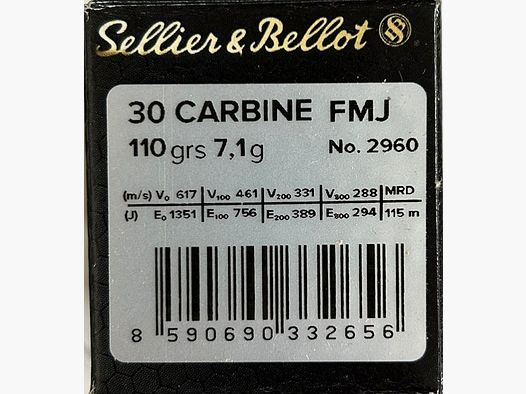 Sellier & Bellot
30 CARBINE FMJ
110 grs 7,1 g No. 2960
(m/s) V0 617 V100 461 V200 331 V300 288 MRD
(J) E0 1351 E100 756 E200 389 E300 294 115 m
8 590690 332656